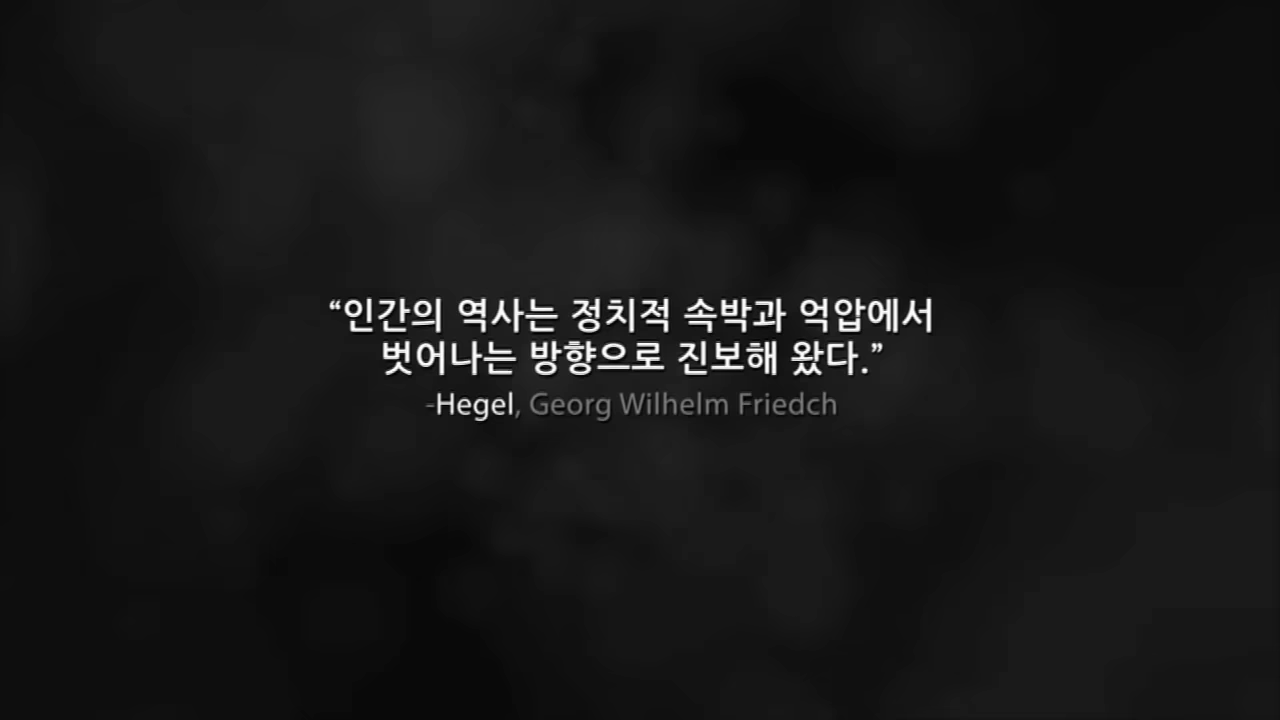 “인간의 역사는 정치적 속박과 억압에서
벗어나는 방향으로 진보해 왔다.”
-Hegel, Georg Wilhelm Friedch